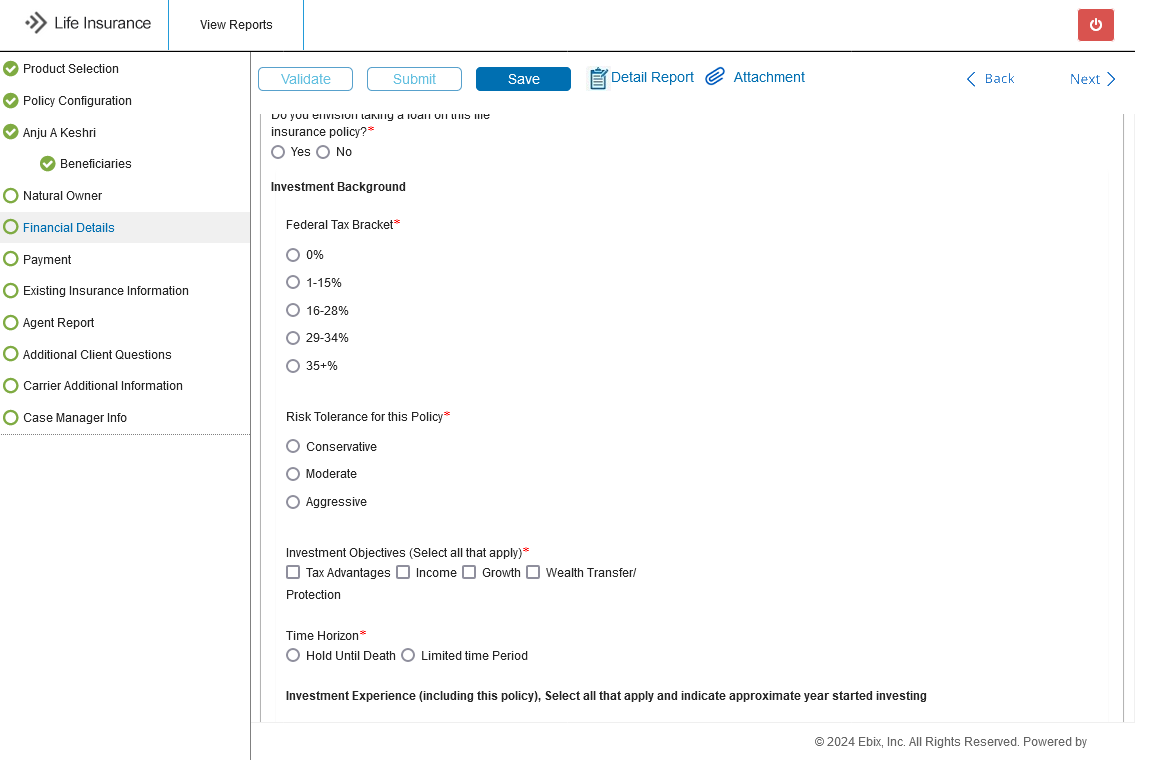 Life Insurance
View Reports
Product Selection
Policy Configuration
Anju A Keshri
Beneficiaries
Natural Owner
Financial Details
Payment
Existing Insurance Information
Agent Report
Additional Client Questions
Carrier Additional Information
Case Manager Info
Validate Submit Save Detail Report Attachment Back Next
Do you envision taking a loan on this life
insurance policy?*
Yes No
Investment Background
Federal Tax Bracket*
0%
1-15%
16-28%
29-34%
35+%
Risk Tolerance for this Policy*
Conservative
Moderate
Aggressive
Investment Objectives (Select all that apply)*
Tax Advantages Income Growth Wealth Transfer/
Protection
Time Horizon*
Hold Until Death Limited time Period
Investment Experience (including this policy), Select all that apply and indicate approximate year started investing
© 2024 Ebix, Inc. All Rights Reserved. Powered by